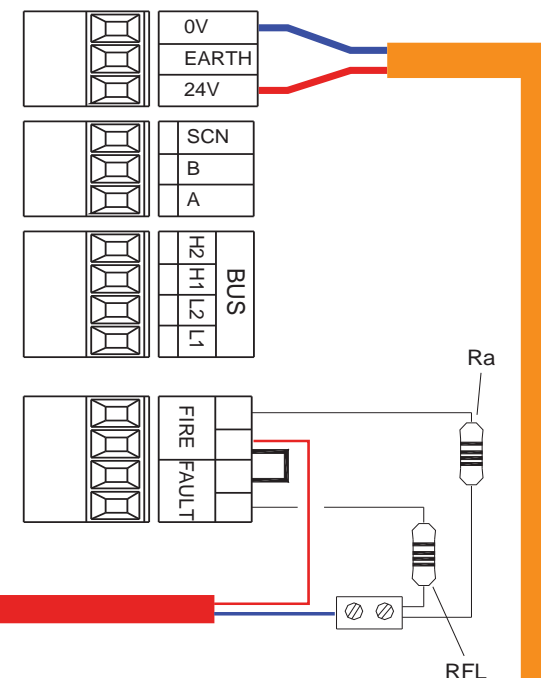 0V
EARTH
24V
SCN
B
A
H2
H1
L2
L1
BUS
Ra
FIRE
FAULT
RFL